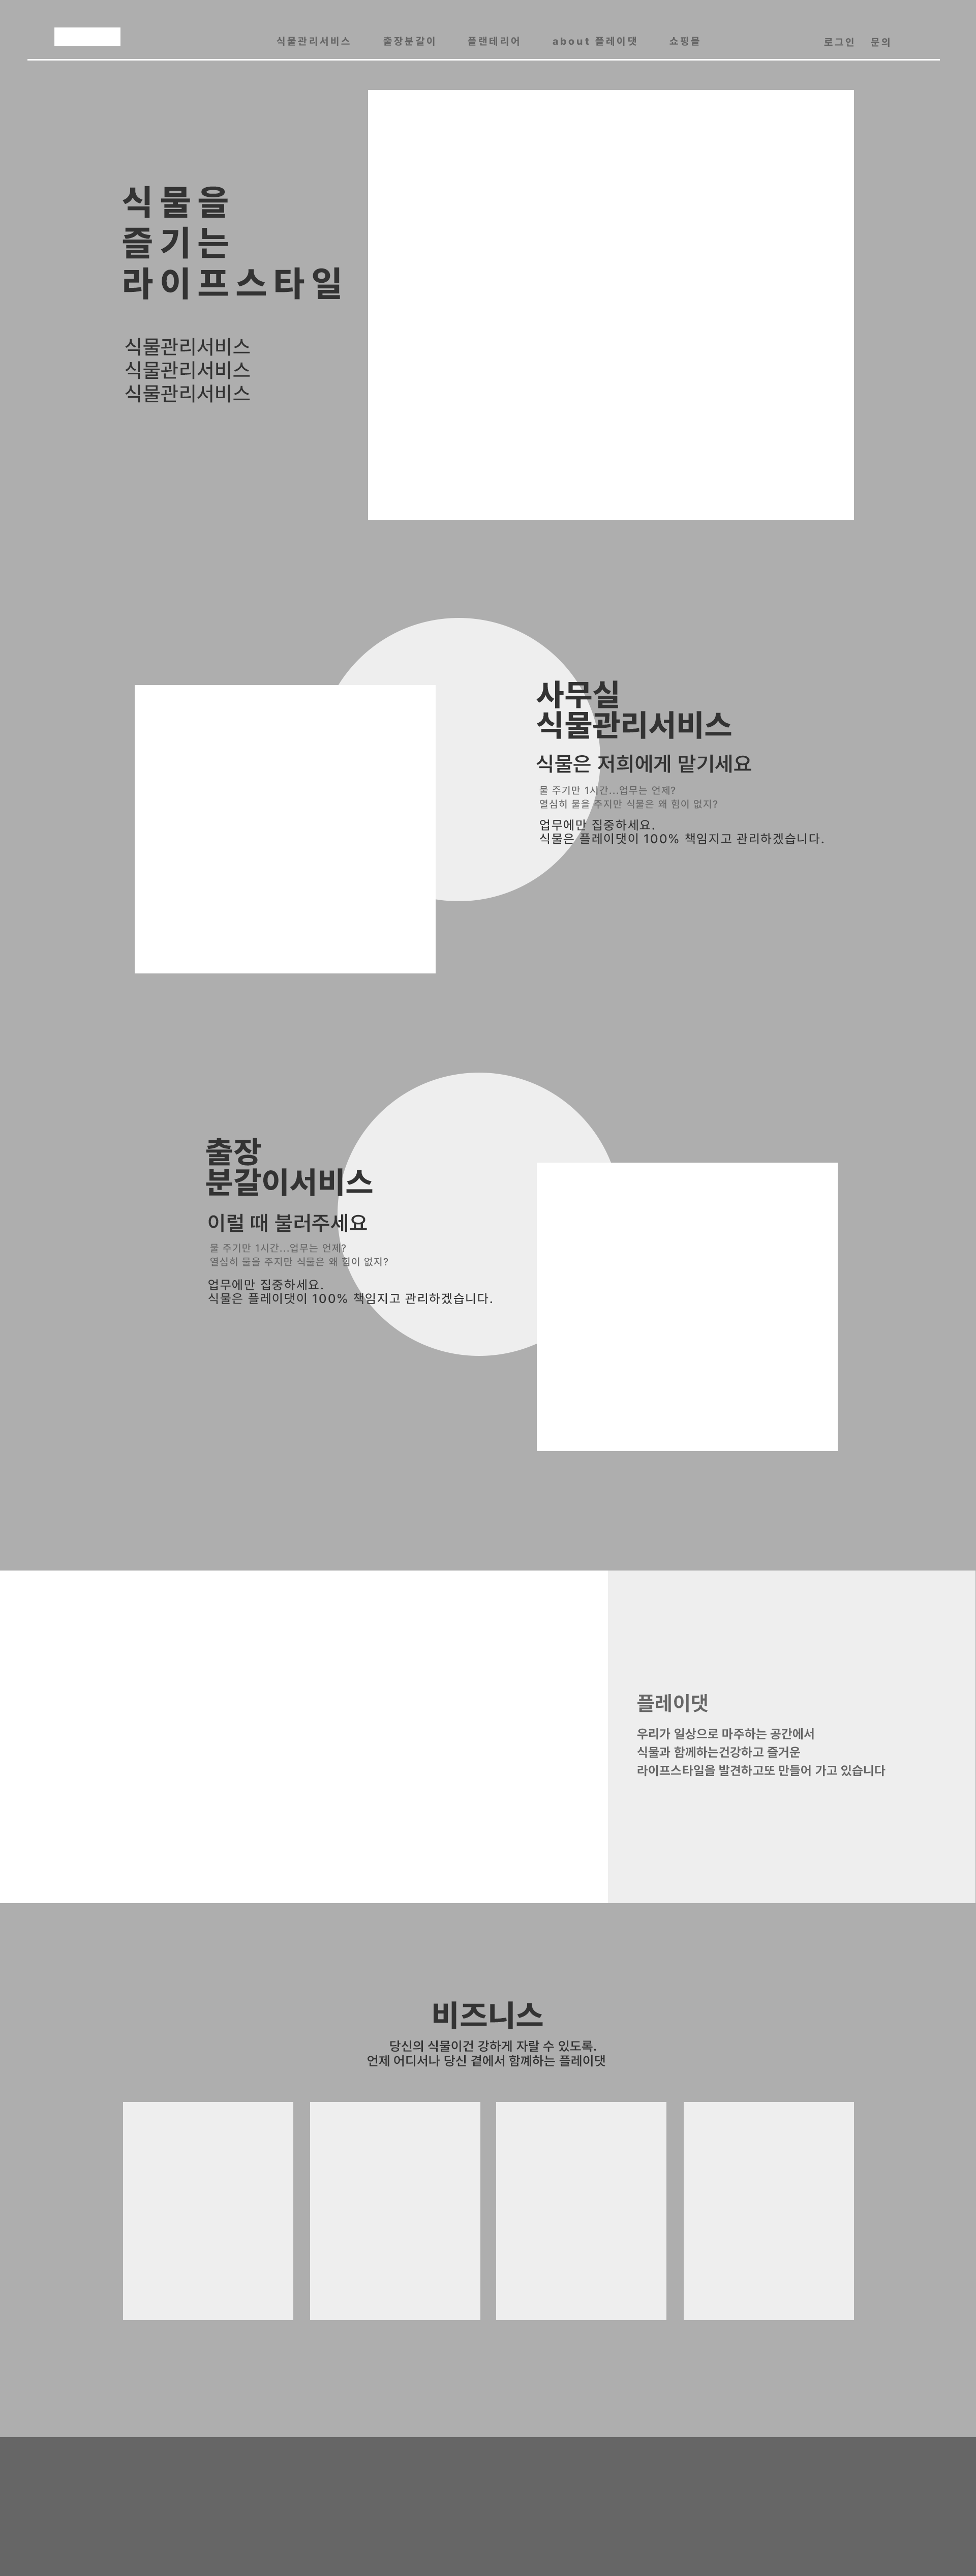 식물관리서비스 출장분갈이 플랜테리어 about 플레이댓 쇼핑몰 로그인 문의
식물을
즐기는
라이프스타일
식물관리서비스
식물관리서비스
식물관리서비스
사무실
식물관리서비스
식물은 저희에게 맡기세요
물 주기만 1시간...업무는 언제?
열심히 물을 주지만 식물은 왜 힘이 없지?
업무에만 집중하세요.
식물은 플레이댓이 100% 책임지고 관리하겠습니다.
출장
분갈이서비스
이럴 때 불러주세요
물 주기만 1시간...업무는 언제?
열심히 물을 주지만 식물은 왜 힘이 없지?
업무에만 집중하세요.
식물은 플레이댓이 100% 책임지고 관리하겠습니다.
플레이댓
우리가 일상으로 마주하는 공간에서
식물과 함께하는건강하고 즐거운
라이프스타일을 발견하고또 만들어 가고 있습니다
비즈니스
당신의 식물이건 강하게 자랄 수 있도록.
언제 어디서나 당신 곁에서 함께하는 플레이댓